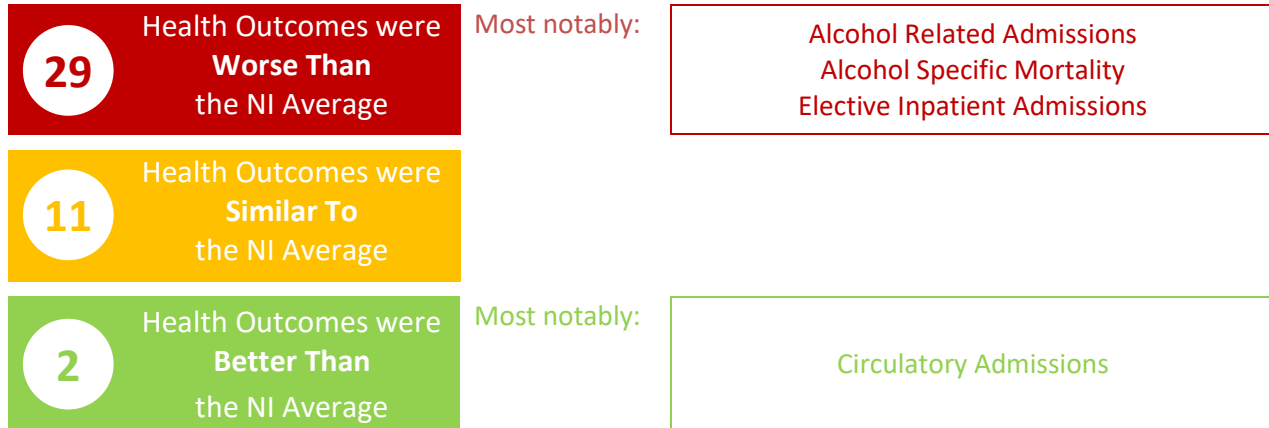 29
Health Outcomes were
Worse Than
the NI Average
Most notably:
Alcohol Related Admissions
Alcohol Specific Mortality
Elective Inpatient Admissions
11
Health Outcomes were
Similar To
the NI Average
2
Health Outcomes were
Better Than
the NI Average
Most notably:
Circulatory Admissions